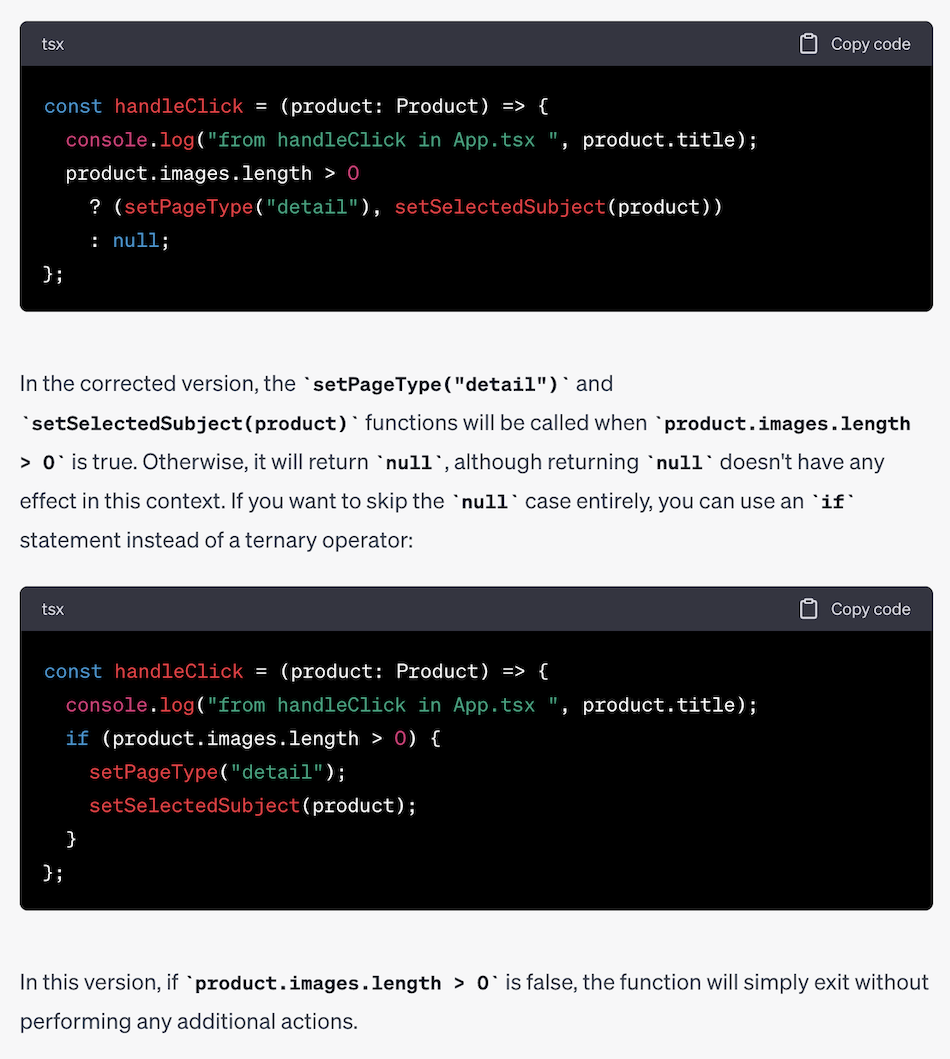 tsx Copy code
const handleClick = (product: Product) => {
  console.log("from handleClick in App.tsx ", product.title);
  product.images.length > 0
    ? (setPageType("detail"), setSelectedSubject(product))
    : null;
};
In the corrected version, the `setPageType("detail")` and
`setSelectedSubject(product)` functions will be called when `product.images.length
> 0` is true. Otherwise, it will return `null`, although returning `null` doesn't have any
effect in this context. If you want to skip the `null` case entirely, you can use an `if`
statement instead of a ternary operator:
tsx Copy code
const handleClick = (product: Product) => {
  console.log("from handleClick in App.tsx ", product.title);
  if (product.images.length > 0) {
    setPageType("detail");
    setSelectedSubject(product);
  }
};
In this version, if `product.images.length > 0` is false, the function will simply exit without
performing any additional actions.